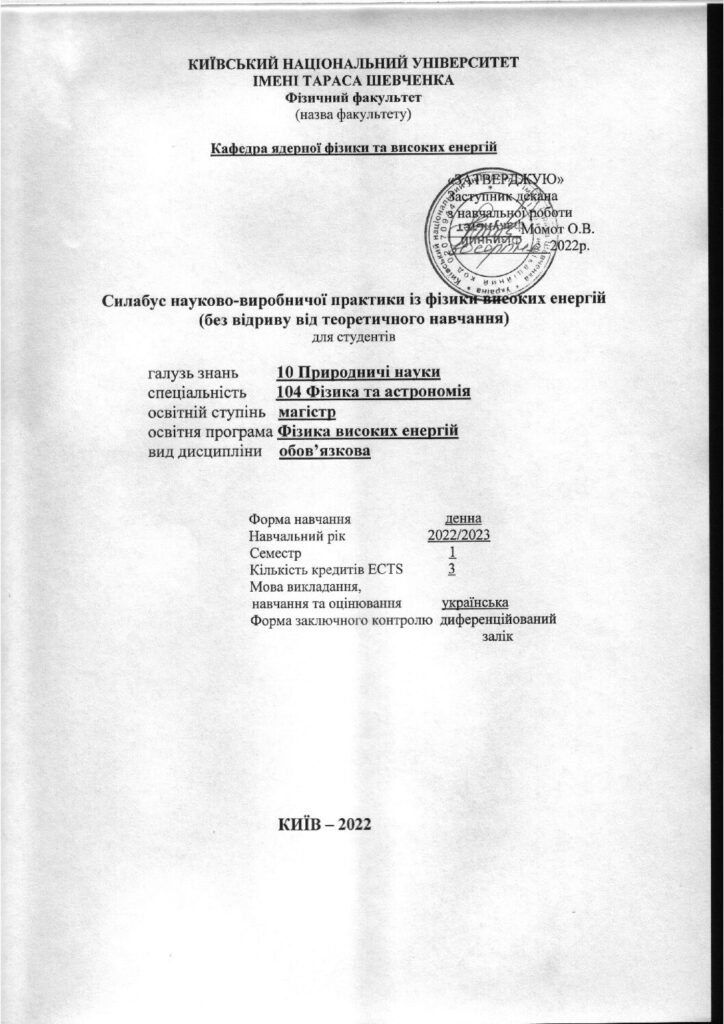 КИЇВСЬКИЙ НАЦІОНАЛЬНИЙ УНІВЕРСИТЕТ
ІМЕНІ ТАРАСА ШЕВЧЕНКА
Фізичний факультет
(назва факультету)
Кафедра ядерної фізики та високих енергій
«ЗАТВЕРДЖУЮ»
Заступник декана
з навчальної роботи
Момот О.В.
2022р.
Силабус науково-виробничої практики із фізики високих енергій
(без відриву від теоретичного навчання)
для студентів
галузь знань 10 Природничі науки
спеціальність 104 Фізика та астрономія
освітній ступінь магістр
освітня програма Фізика високих енергій
вид дисципліни обов’язкова
Форма навчання денна
Навчальний рік 2022/2023
Семестр 1
Кількість кредитів ECTS 3
Мова викладання,
навчання та оцінювання українська
Форма заключного контролю диференційований
залік
КИЇВ – 2022